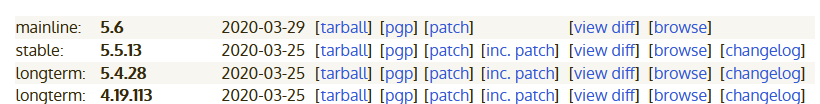 mainline: 5.6 2020-03-29 [tarball] [pgp] [patch] [view diff] [browse]
stable: 5.5.13 2020-03-25 [tarball] [pgp] [patch] [inc. patch] [view diff] [browse] [changelog]
longterm: 5.4.28 2020-03-25 [tarball] [pgp] [patch] [inc. patch] [view diff] [browse] [changelog]
longterm: 4.19.113 2020-03-25 [tarball] [pgp] [patch] [inc. patch] [view diff] [browse] [changelog]